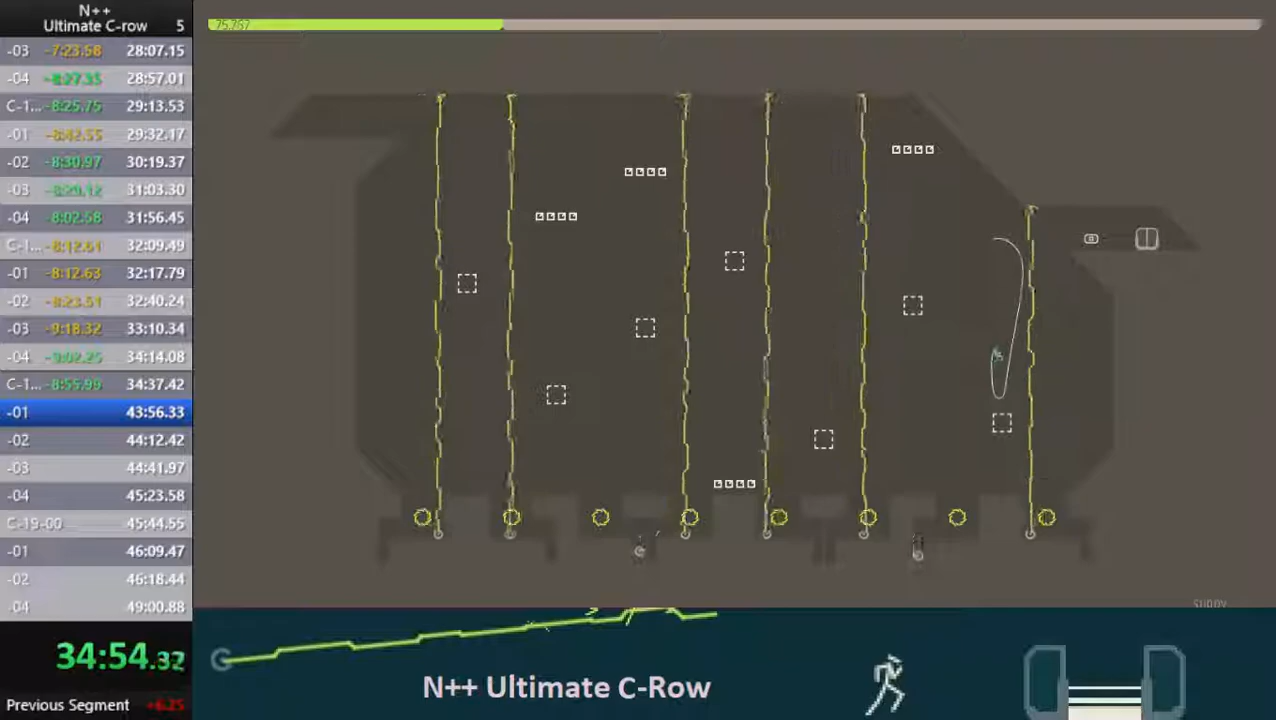 N++
Ultimate C-row 5
-03 -7:23.58 28:07.15
-04 -8:27.35 28:57.01
C-1... -8:25.75 29:13.53
-01 -8:42.55 29:32.17
-02 -8:30.97 30:19.37
-03 -8:20.12 31:03.30
-04 -8:02.58 31:56.45
C-1... -8:12.61 32:09.49
-01 -8:12.63 32:17.79
-02 -8:23.51 32:40.24
-03 -9:18.32 33:10.34
-04 -9:02.25 34:14.08
C-1... -8:55.99 34:37.42
-01 43:56.33
-02 44:12.42
-03 44:41.97
-04 45:23.58
C-19-00 45:44.55
-01 46:09.47
-02 46:18.44
-04 49:00.88
34:54.32
Previous Segment +6.25
75.767
N++ Ultimate C-Row